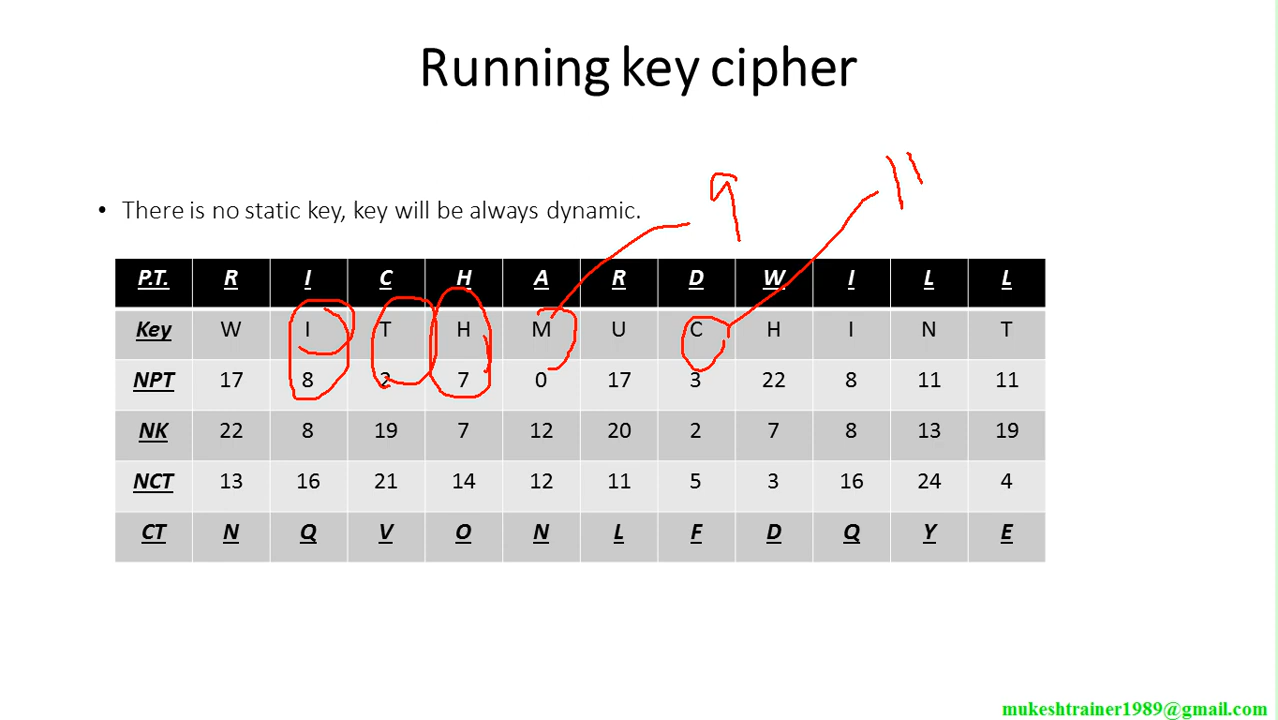 Running key cipher
• There is no static key, key will be always dynamic.
9
11
P.T. R I C H A R D W I L L
Key W I T H M U C H I N T
NPT 17 8 2 7 0 17 3 22 8 11 11
NK 22 8 19 7 12 20 2 7 8 13 19
NCT 13 16 21 14 12 11 5 3 16 24 4
CT N Q V O N L F D Q Y E
mukeshtrainer1989@gmail.com